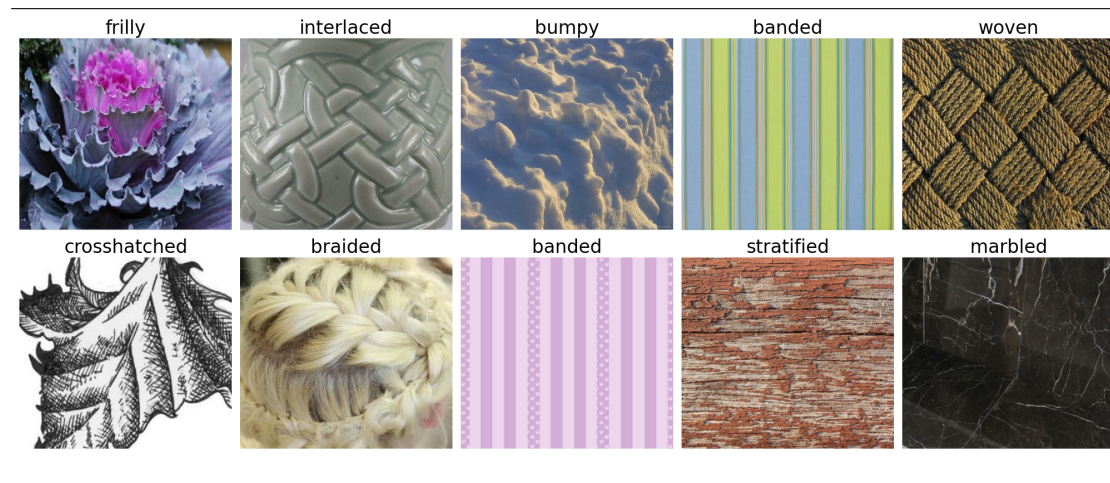 frilly interlaced bumpy banded woven
crosshatched braided banded stratified marbled